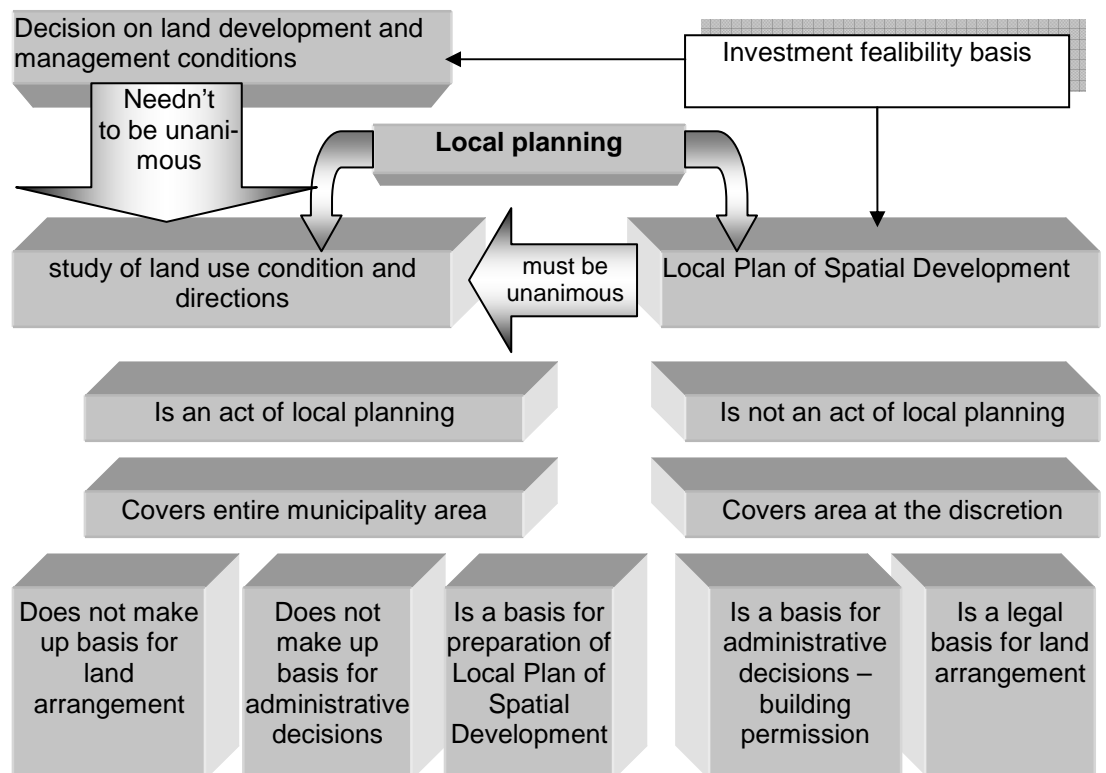 Decision on land development and
management conditions
Investment fealibility basis
Needn't
to be unani-
mous
Local planning
study of land use condition and
directions
must be
unanimous
Local Plan of Spatial Development
Is an act of local planning
Is not an act of local planning
Covers entire municipality area
Covers area at the discretion
Does not make
up basis for
land
arrangement
Does not
make up
basis for
administrative
decisions
Is a basis for
preparation of
Local Plan of
Spatial
Development
Is a basis for
administrative
decisions –
building
permission
Is a legal
basis for land
arrangement